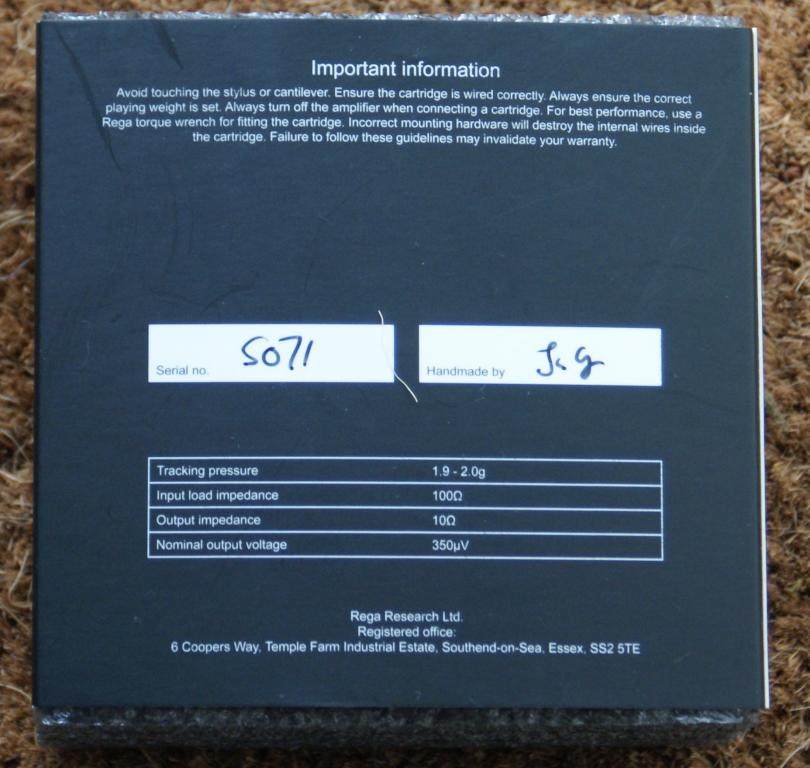 Important information
Avoid touching the stylus or cantilever. Ensure the cartridge is wired correctly. Always ensure the correct
playing weight is set. Always turn off the amplifier when connecting a cartridge. For best performance, use a
Rega torque wrench for fitting the cartridge. Incorrect mounting hardware will destroy the internal wires inside
the cartridge. Failure to follow these guidelines may invalidate your warranty.
Serial no. 5071
Handmade by
Tracking pressure 1.9 - 2.0g
Input load impedance 100Ω
Output impedance 10Ω
Nominal output voltage 350µV
Rega Research Ltd.
Registered office:
6 Coopers Way, Temple Farm Industrial Estate, Southend-on-Sea, Essex, SS2 5TE